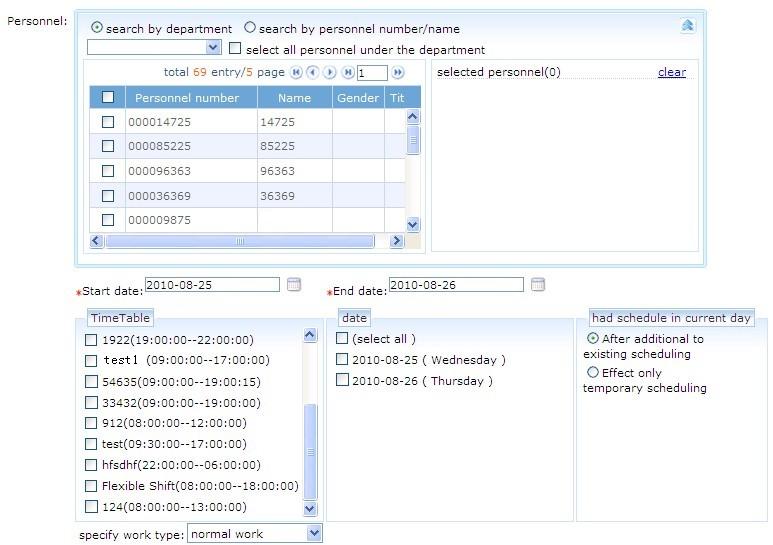 Personnel:
search by department search by personnel number/name
select all personnel under the department
total 69 entry/5 page 1
selected personnel(0) clear
Personnel number Name Gender Tit
000014725 14725
000085225 85225
000096363 96363
000036369 36369
000009875
*Start date: 2010-08-25 *End date: 2010-08-26
TimeTable
1922(19:00:00--22:00:00)
test1 (09:00:00--17:00:00)
54635(09:00:00--19:00:15)
33432(09:00:00--19:00:00)
912(08:00:00--12:00:00)
test(09:30:00--17:00:00)
hfsdhf(22:00:00--06:00:00)
Flexible Shift(08:00:00--18:00:00)
124(08:00:00--13:00:00)
date
(select all )
2010-08-25 ( Wednesday )
2010-08-26 ( Thursday )
had schedule in current day
After additional to
existing scheduling
Effect only
temporary scheduling
specify work type: normal work